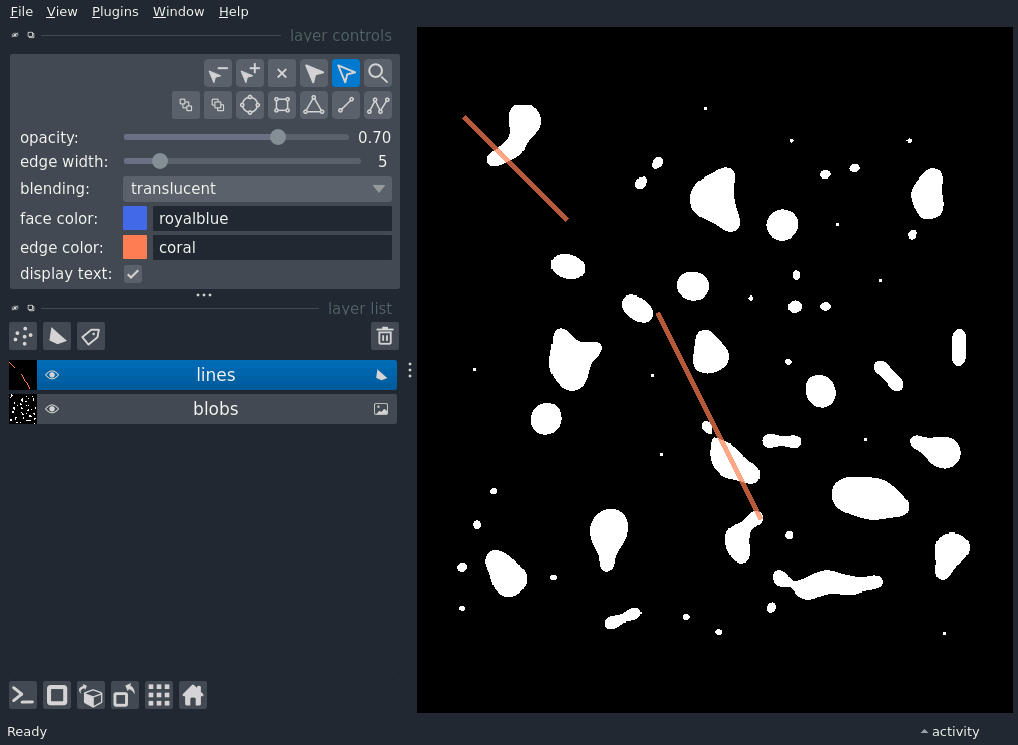 File View Plugins Window Help
layer controls
opacity: 0.70
edge width: 5
blending: translucent
face color: royalblue
edge color: coral
display text:
layer list
lines
blobs
Ready
activity